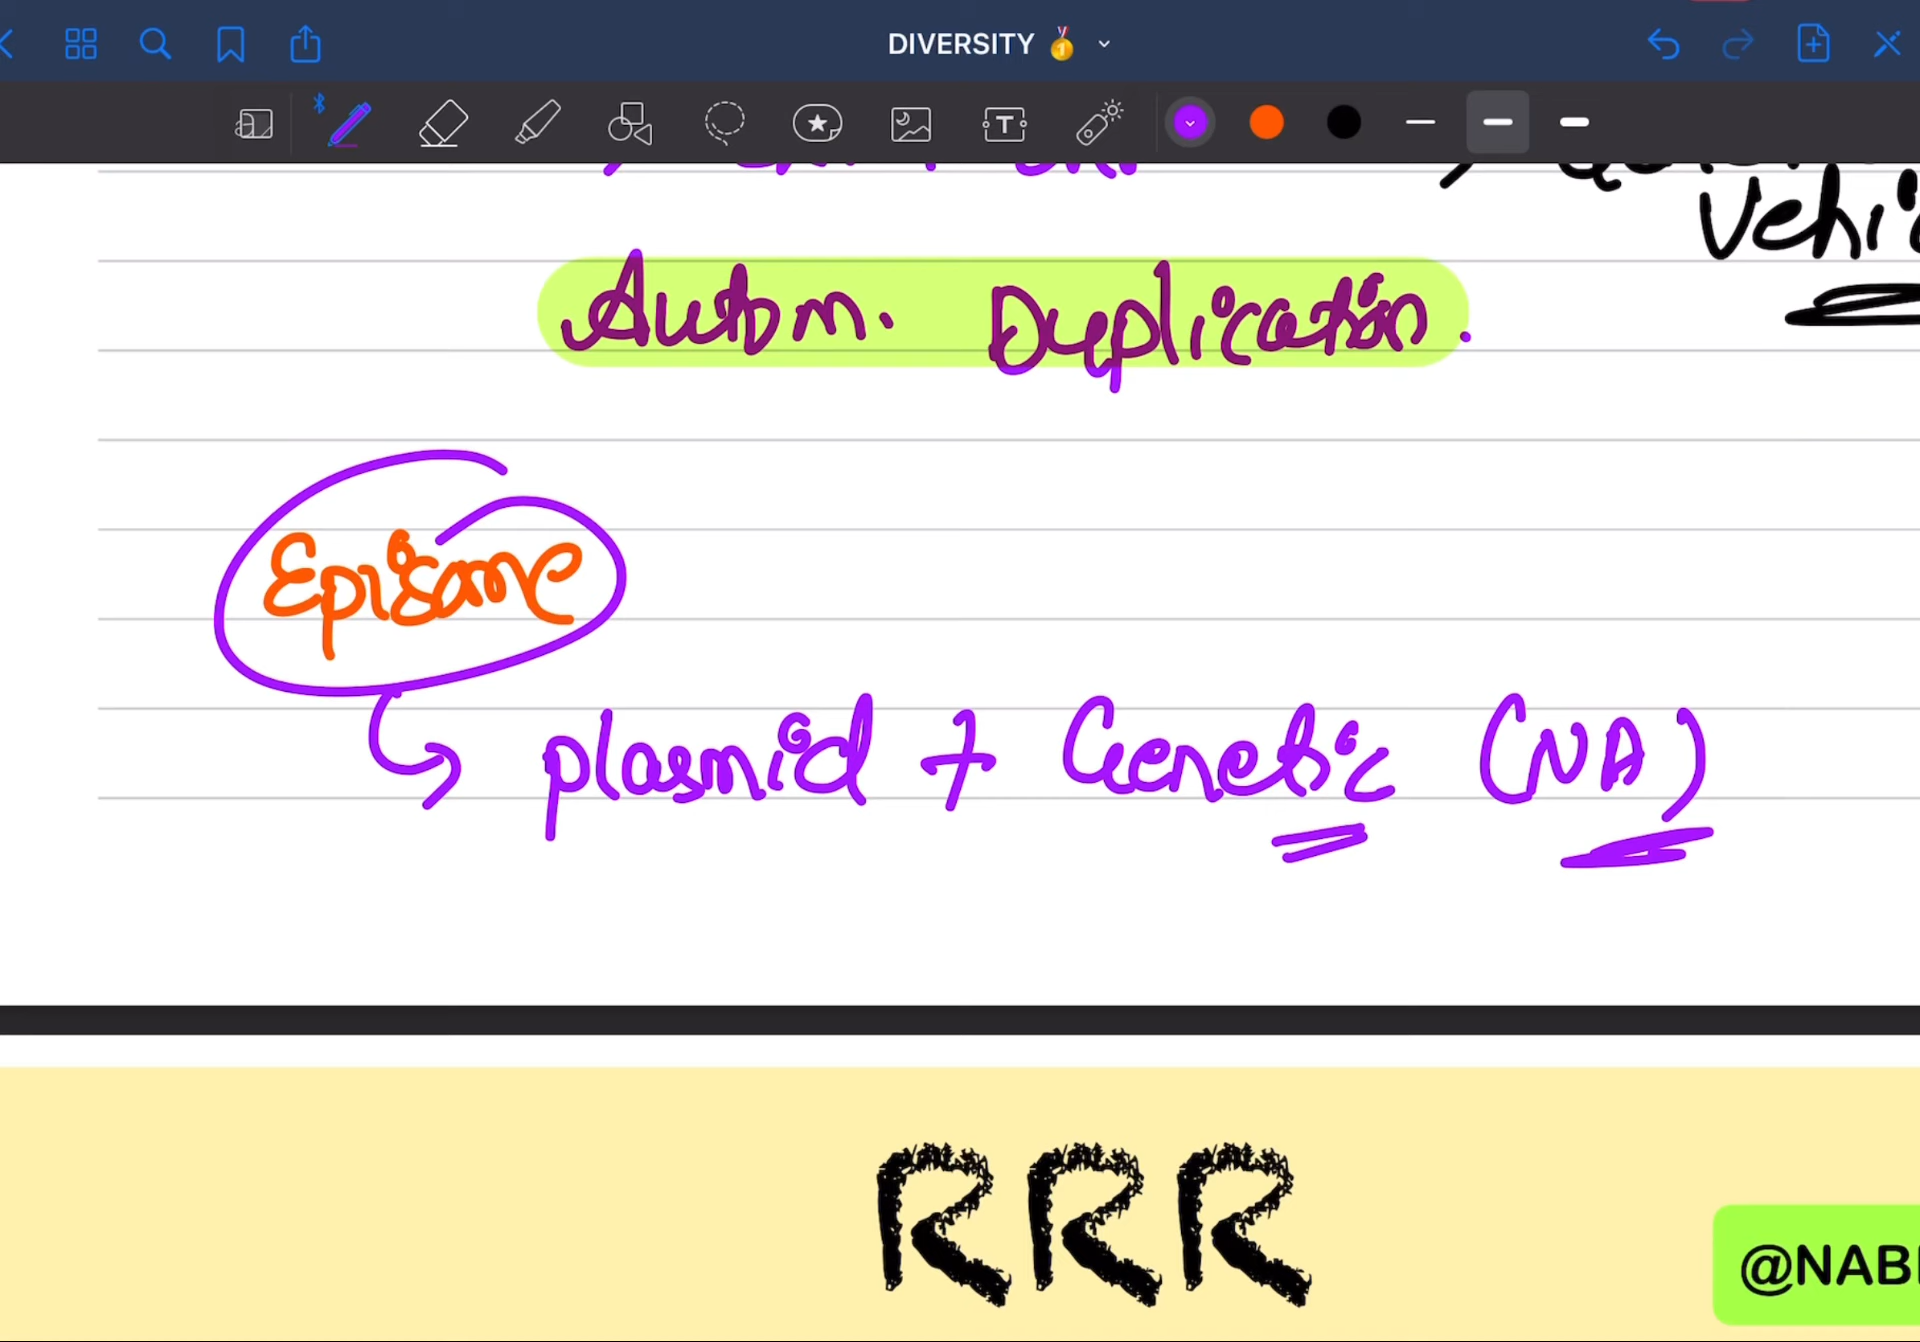 DIVERSITY 🏅
Vehi
Autom. Duplication.
Episome
plasmid + Genetic (NA)
RRR
@NAB